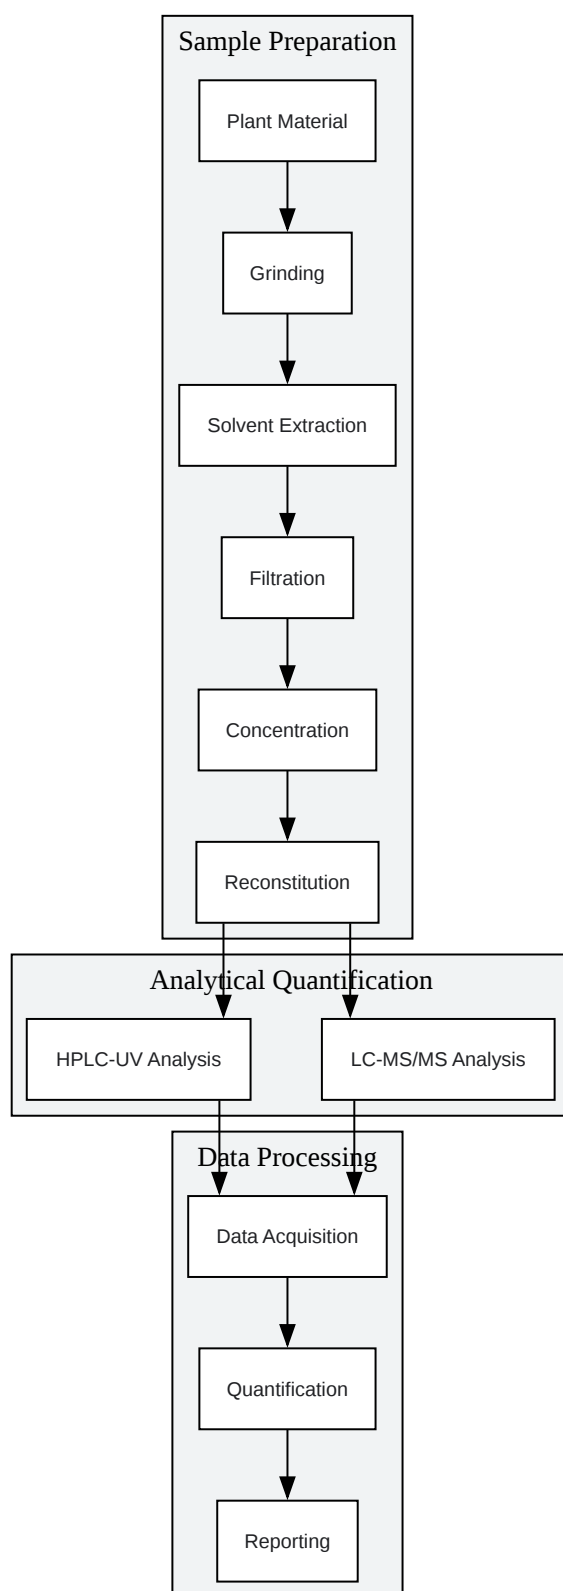 Sample Preparation
Plant Material
Grinding
Solvent Extraction
Filtration
Concentration
Reconstitution
Analytical Quantification
HPLC-UV Analysis
LC-MS/MS Analysis
Data Processing
Data Acquisition
Quantification
Reporting